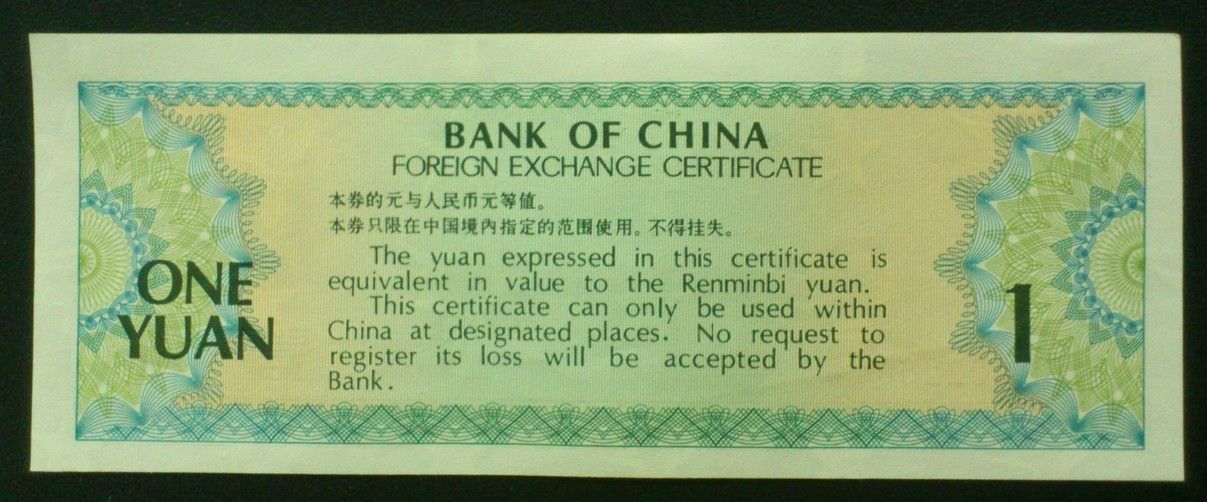 BANK OF CHINA
FOREIGN EXCHANGE CERTIFICATE
本券的元与人民币元等值。
本券只限在中国境内指定的范围使用。不得挂失。
The yuan expressed in this certificate is
equivalent in value to the Renminbi yuan.
This certificate can only be used within
China at designated places. No request to
register its loss will be accepted by the
Bank.
ONE
YUAN
1